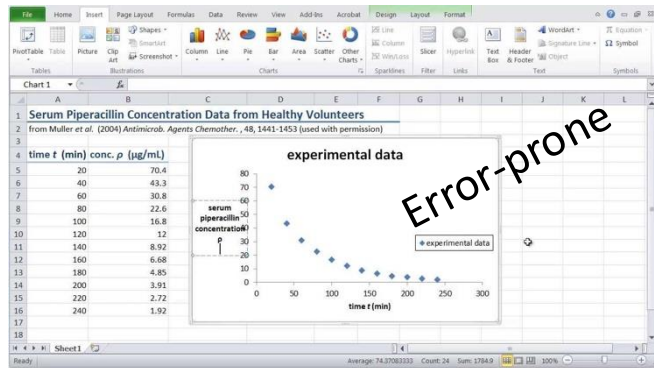 File Home Insert Page Layout Formulas Data Review View Add-Ins Acrobat Design Layout Format
PivotTable Table Picture Clip Art Shapes SmartArt Screenshot Column Line Pie Bar Area Scatter Other Charts Line Column Win/Loss Slicer Hyperlink Text Box Header & Footer WordArt Signature Line Object Equation Symbol
Tables Illustrations Charts Sparklines Filter Links Text Symbols
Chart 1 fx
A B C D E F G H I J K L
1 Serum Piperacillin Concentration Data from Healthy Volunteers
2 from Muller et al. (2004) Antimicrob. Agents Chemother. , 48, 1441-1453 (used with permission)
3
4 time t (min) conc. ρ (µg/mL)
5 20 70.4
6 40 43.3
7 60 30.8
8 80 22.6
9 100 16.8
10 120 12
11 140 8.92
12 160 6.68
13 180 4.85
14 200 3.91
15 220 2.72
16 240 1.92
17
18
experimental data
80
70
60
50
40
30
20
10
0
serum
piperacillin
concentration
ρ
experimental data
0 50 100 150 200 250 300
time t (min)
Error-prone
Sheet1
Ready Average: 74.37083333 Count: 24 Sum: 1784.9 100%